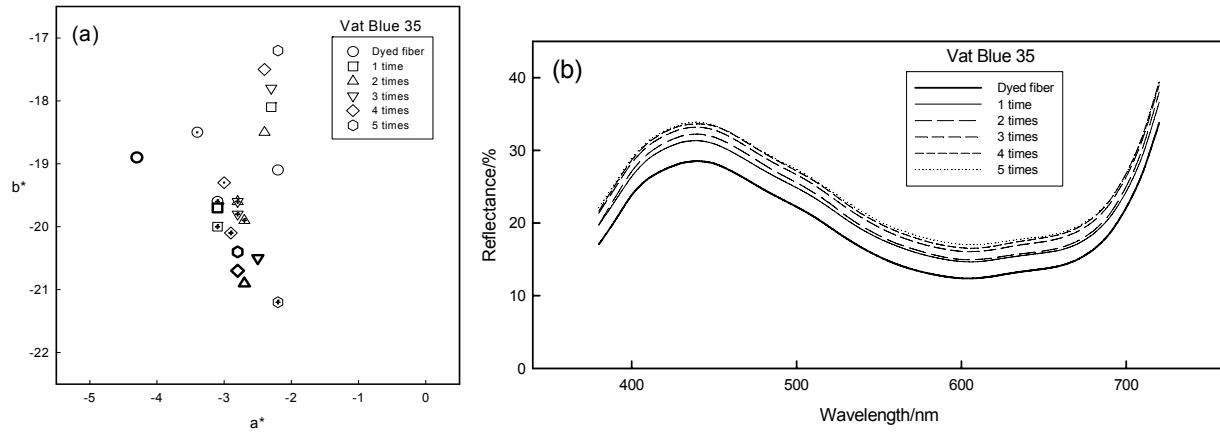 (a)
Vat Blue 35
Dyed fiber
1 time
2 times
3 times
4 times
5 times
-17
-18
-19
b*
-20
-21
-22
-5 -4 -3 -2 -1 0
a*
(b)
Vat Blue 35
Dyed fiber
1 time
2 times
3 times
4 times
5 times
40
30
20
10
0
Reflectance/%
400 500 600 700
Wavelength/nm